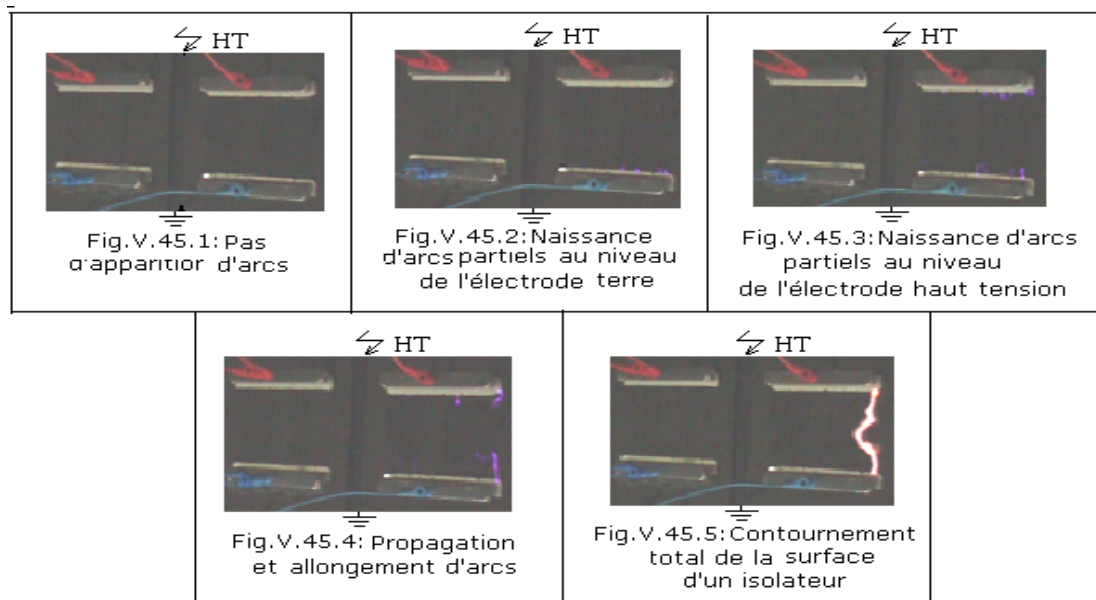 HT
Fig.V.45.1: Pas
d'apparitior d'arcs
HT
Fig.V.45.2:Naissance
d'arcs partiels au niveau
de l'électrode terre
HT
Fig.V.45.3:Naissance d'arcs
partiels au niveau
de l'électrode haut tension
HT
Fig.V.45.4: Propagation
et allongement d'arcs
HT
Fig.V.45.5:Contournement
total de la surface
d'un isolateur